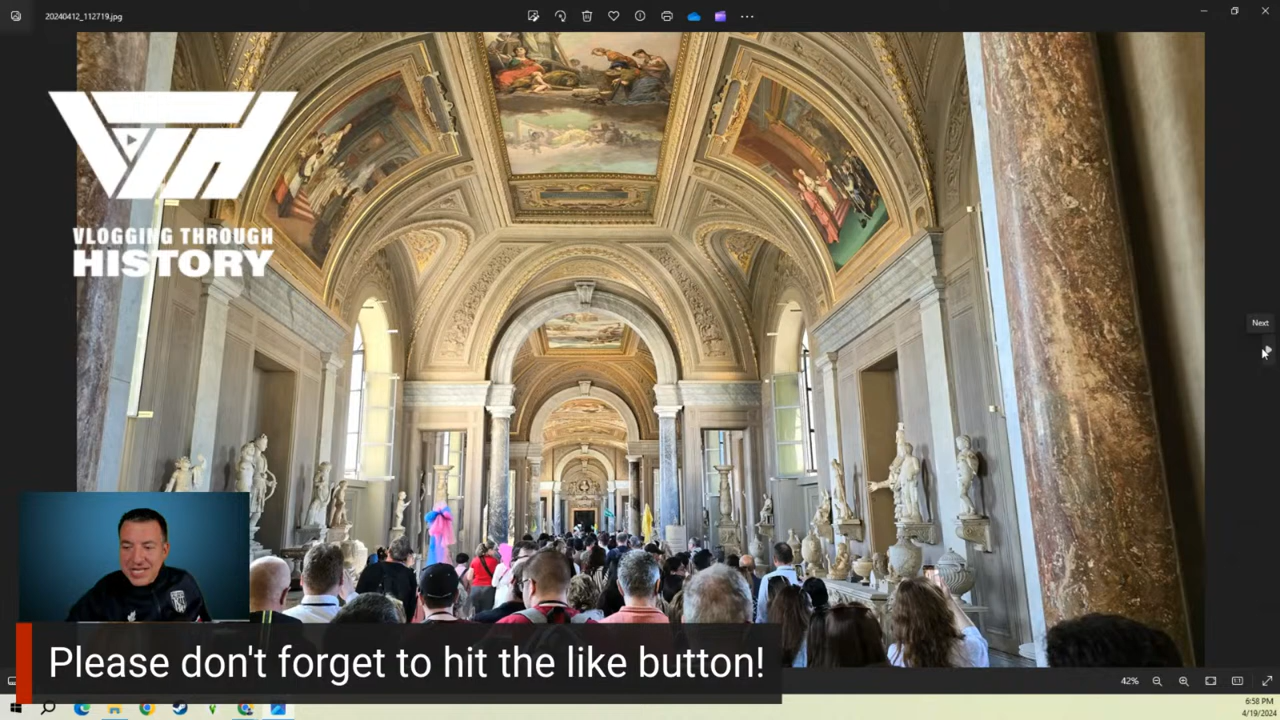 20240412_112719.jpg
VTH
VLOGGING THROUGH
HISTORY
Next
Please don't forget to hit the like button!
42%
6:58 PM
4/19/2024